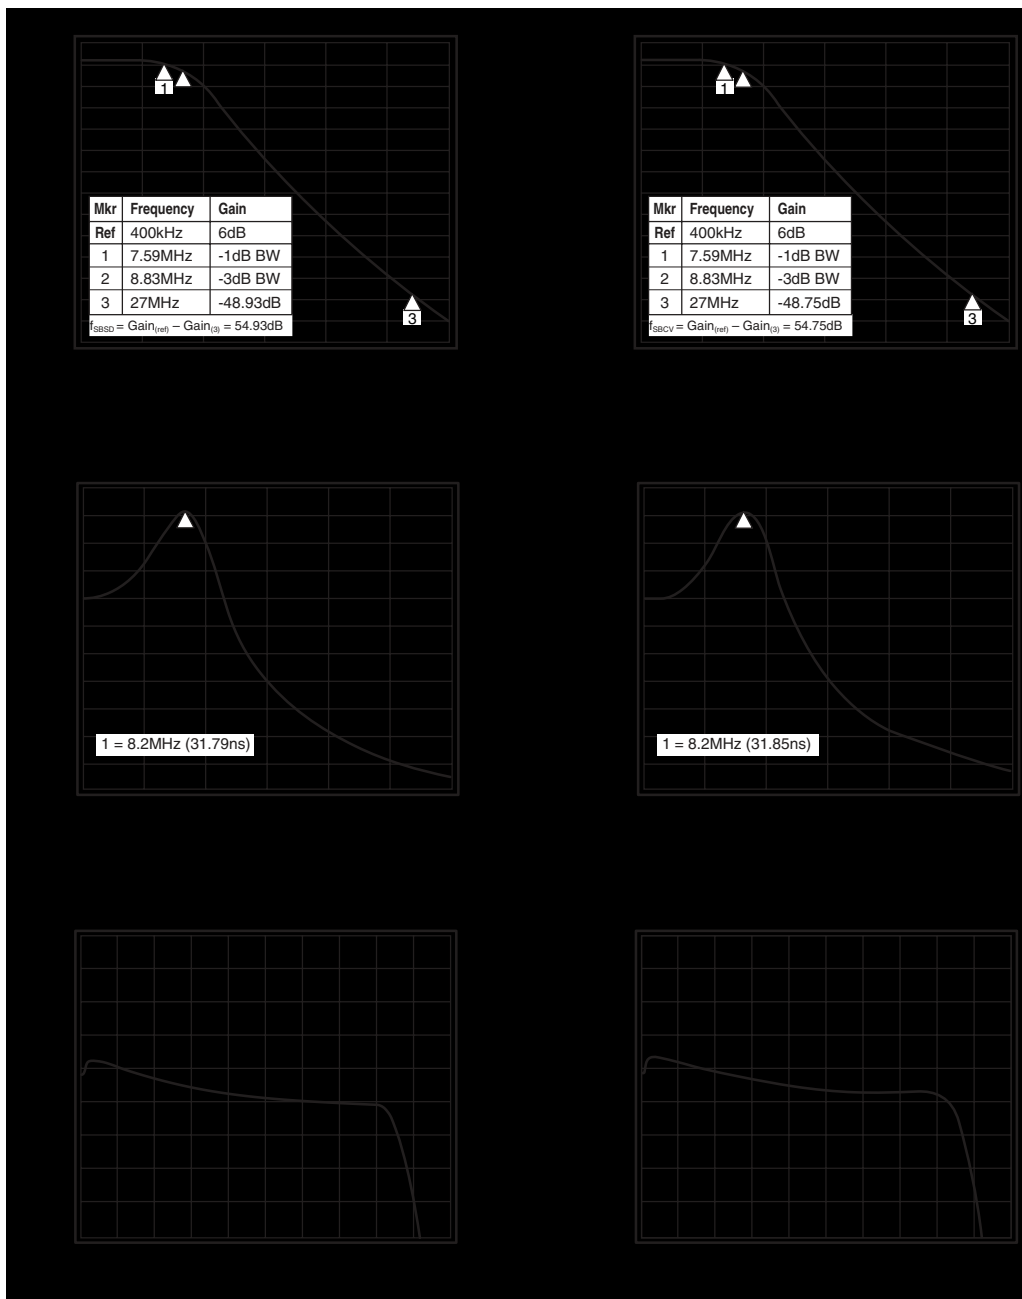 1
Mkr Frequency Gain
Ref 400kHz 6dB
1 7.59MHz -1dB BW
2 8.83MHz -3dB BW
3 27MHz -48.93dB
fSBSD = Gain(ref) – Gain(3) = 54.93dB
3
1
Mkr Frequency Gain
Ref 400kHz 6dB
1 7.59MHz -1dB BW
2 8.83MHz -3dB BW
3 27MHz -48.75dB
fSBCV = Gain(ref) – Gain(3) = 54.75dB
3
1 = 8.2MHz (31.79ns)
1 = 8.2MHz (31.85ns)